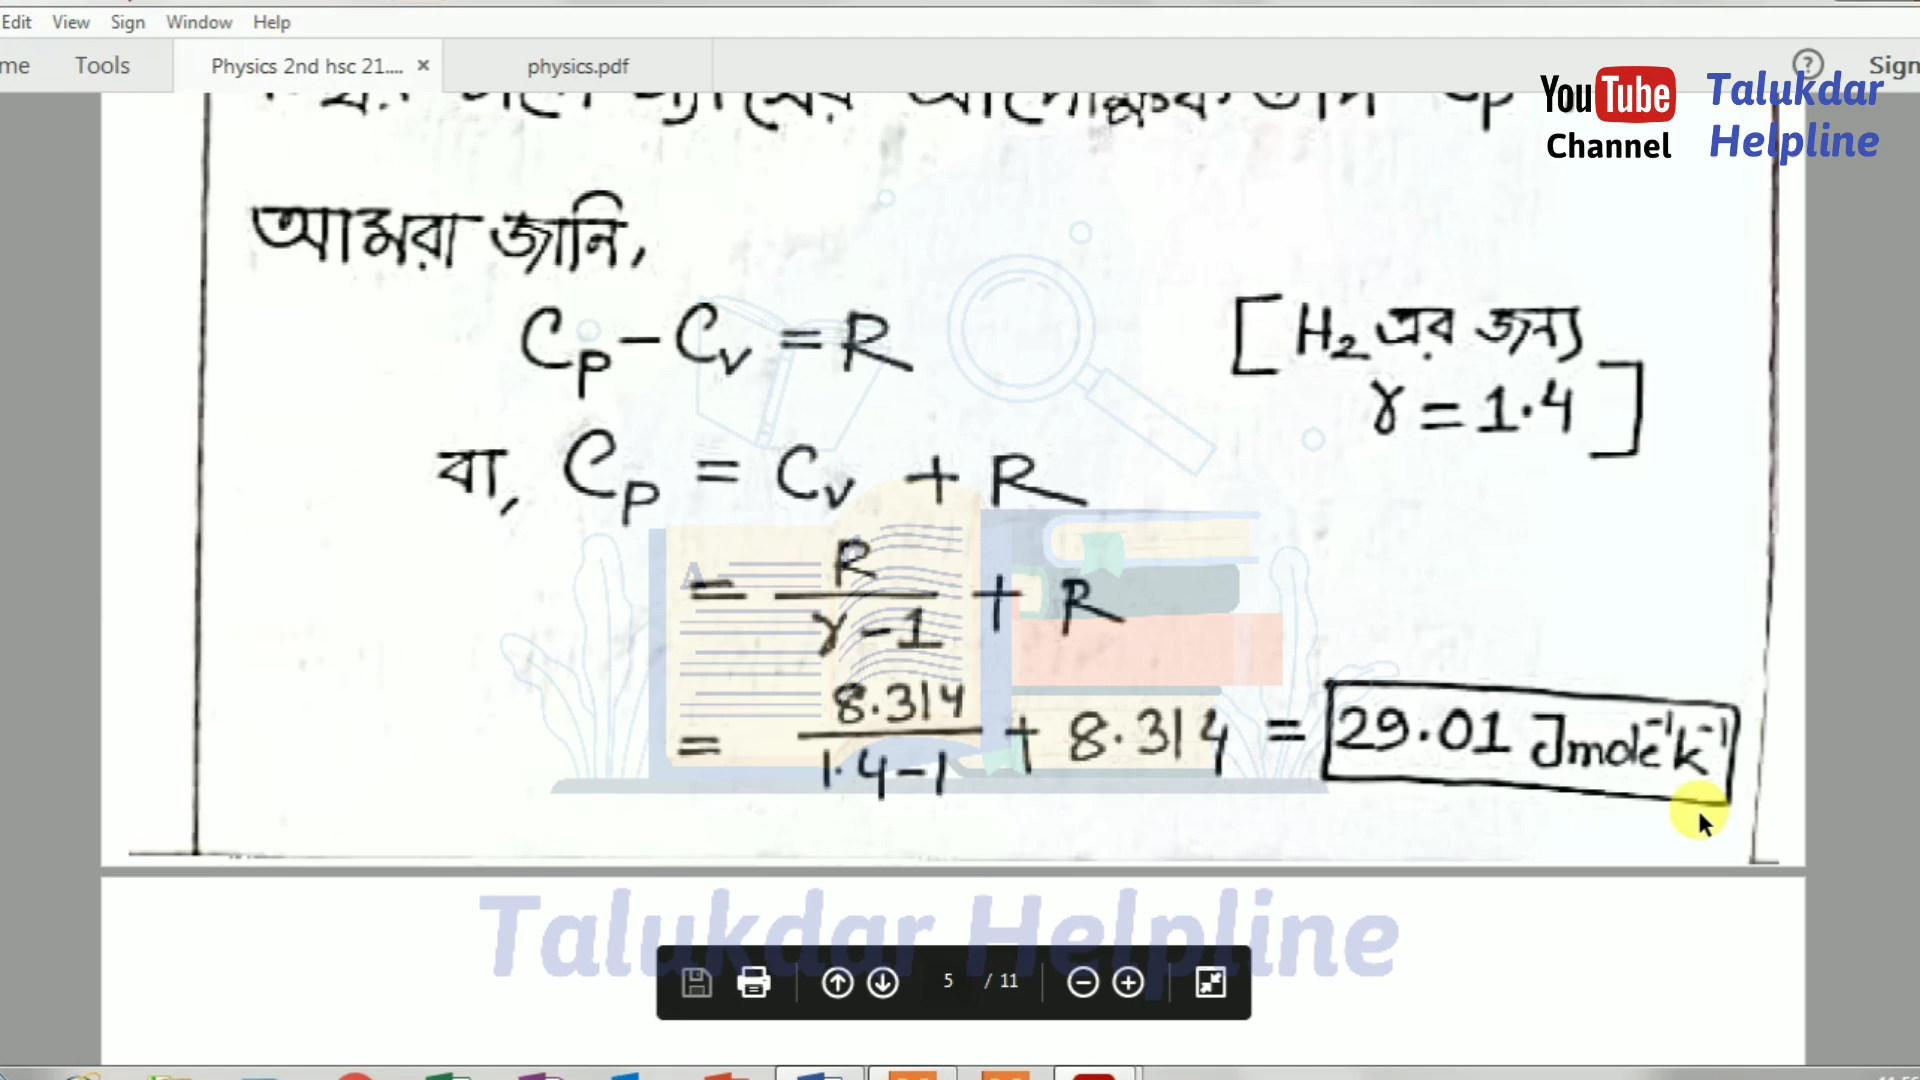 Edit View Sign Window Help
me Tools Physics 2nd hsc 21.... × physics.pdf ? Sign
YouTube Channel
Talukdar Helpline
আমরা জানি,
Cp - Cv = R
[H2 এর জন্য
γ = 1.4]
বা, Cp = Cv + R
= R/(γ-1) + R
= 8.314/(1.4-1) + 8.314 = 29.01 Jmole⁻¹k⁻¹
Talukdar Helpline
5 / 11